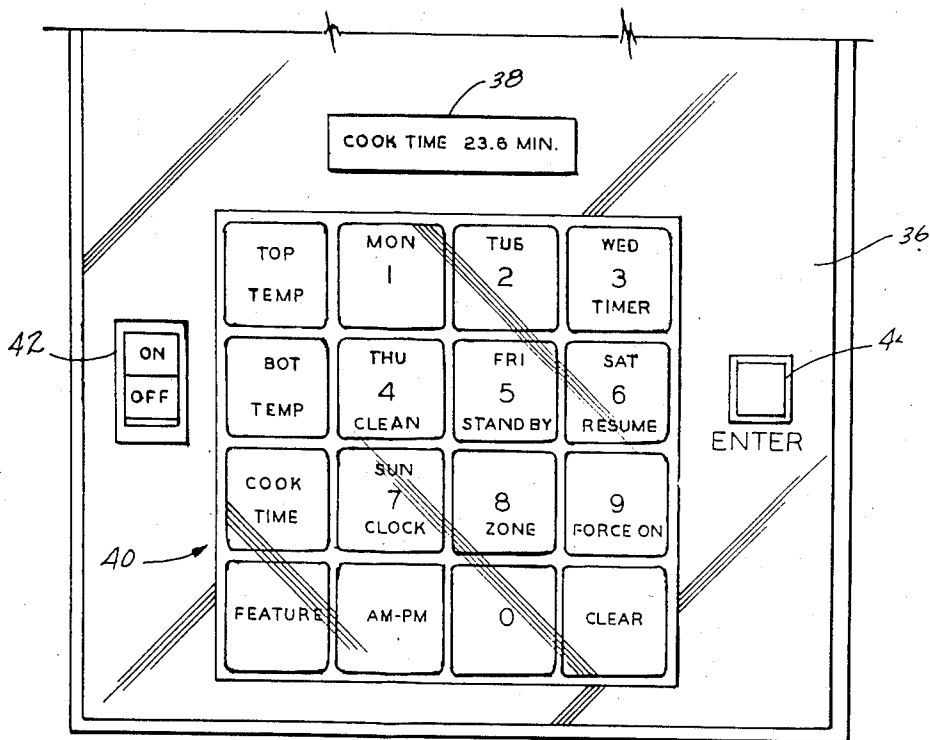 38
COOK TIME 23.6 MIN.
36
42
ON
OFF
TOP
TEMP
MON
1
TUE
2
WED
3
TIMER
BOT
TEMP
THU
4
CLEAN
FRI
5
STAND BY
SAT
6
RESUME
ENTER
COOK
TIME
SUN
7
CLOCK
8
ZONE
9
FORCE ON
40
FEATURE
AM-PM
0
CLEAR